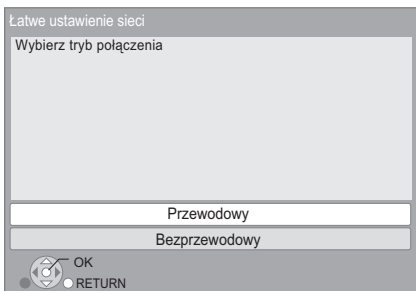 Łatwe ustawienie sieci
Wybierz tryb połączenia
Przewodowy
Bezprzewodowy
OK
RETURN